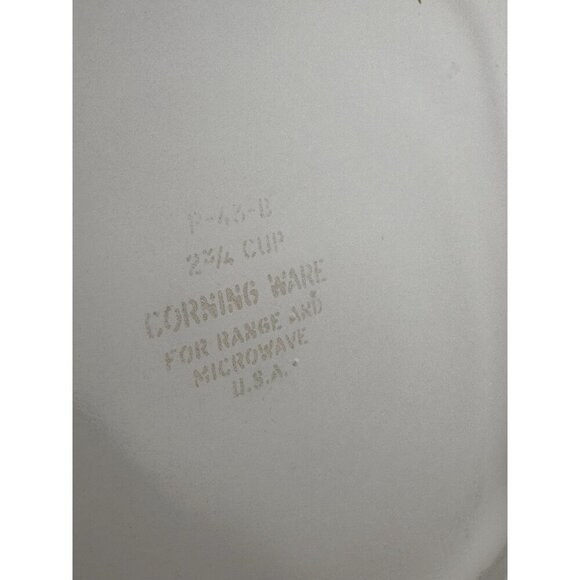 P-43-B
2¾ CUP
CORNING WARE
FOR RANGE AND
MICROWAVE
U.S.A.